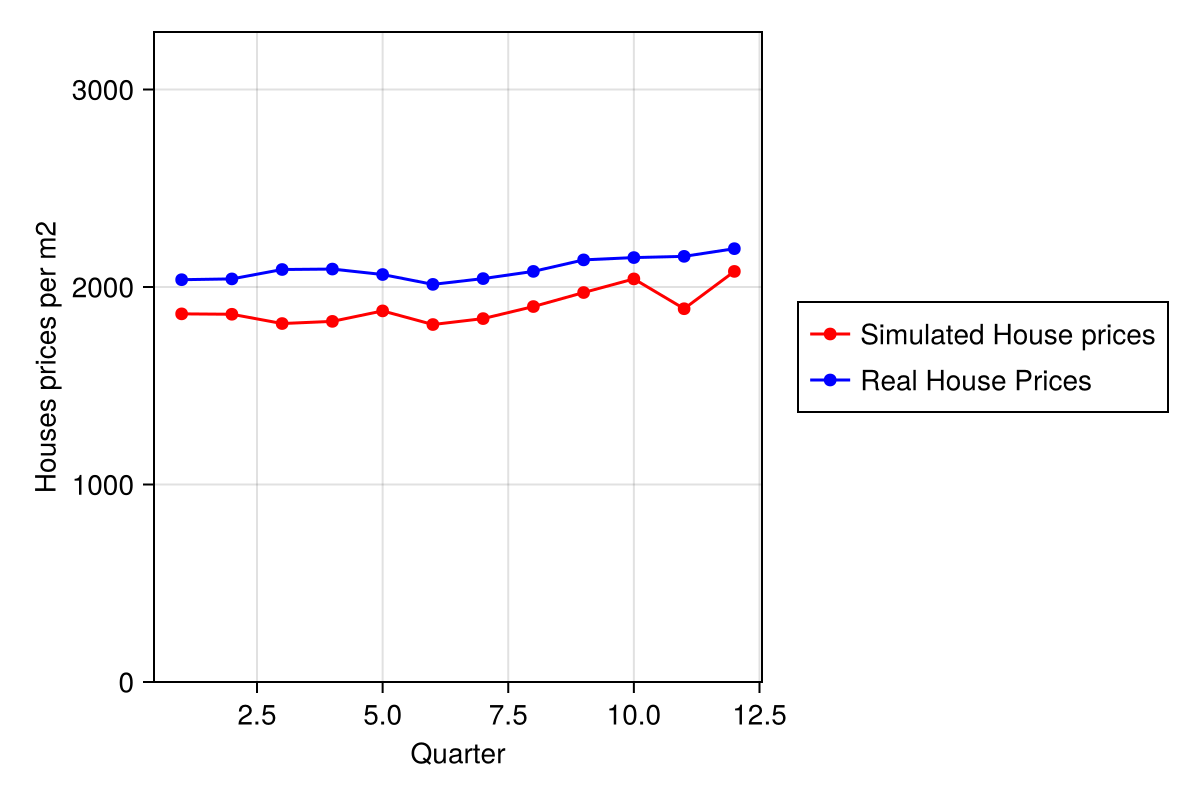 3000
2000
1000
0
Houses prices per m2
2.5 5.0 7.5 10.0 12.5
Quarter
Simulated House prices
Real House Prices